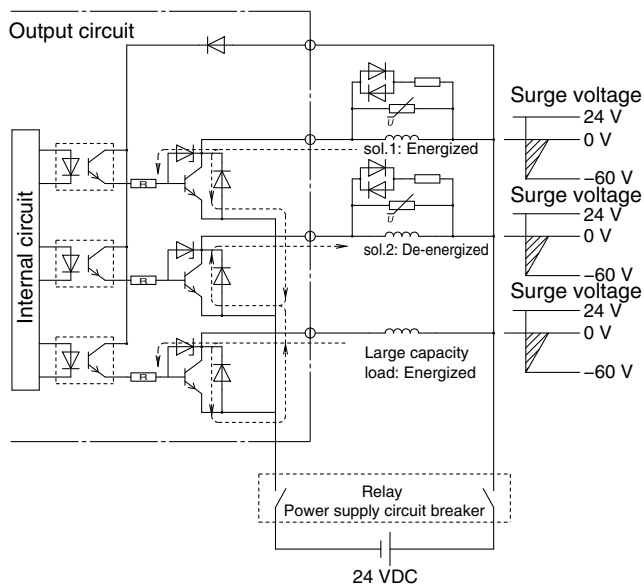 Output circuit
Internal circuit
R
R
R
U
sol.1: Energized
U
sol.2: De-energized
Large capacity
load: Energized
Surge voltage
24 V
0 V
−60 V
Surge voltage
24 V
0 V
−60 V
Surge voltage
24 V
0 V
−60 V
Relay
Power supply circuit breaker
24 VDC